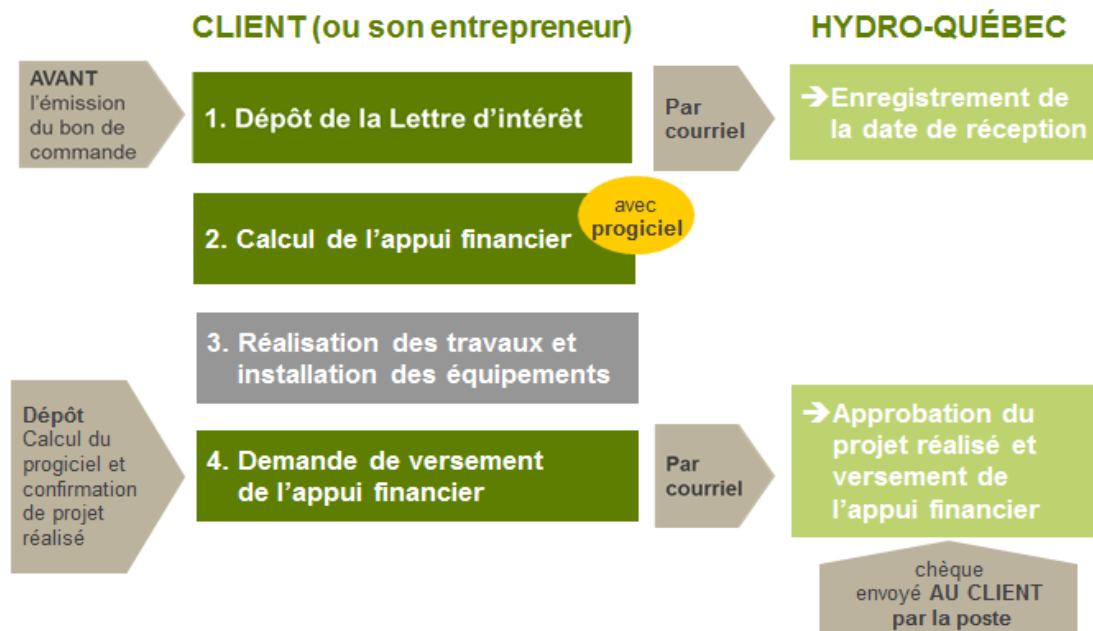 CLIENT (ou son entrepreneur)
HYDRO-QUÉBEC
AVANT
l'émission
du bon de
commande
1. Dépôt de la Lettre d'intérêt
Par
courriel
➔ Enregistrement de
la date de réception
2. Calcul de l'appui financier
avec
progiciel
3. Réalisation des travaux et
installation des équipements
Dépôt
Calcul du
progiciel et
confirmation
de projet
réalisé
4. Demande de versement
de l'appui financier
Par
courriel
➔ Approbation du
projet réalisé et
versement de
l'appui financier
chèque
envoyé AU CLIENT
par la poste